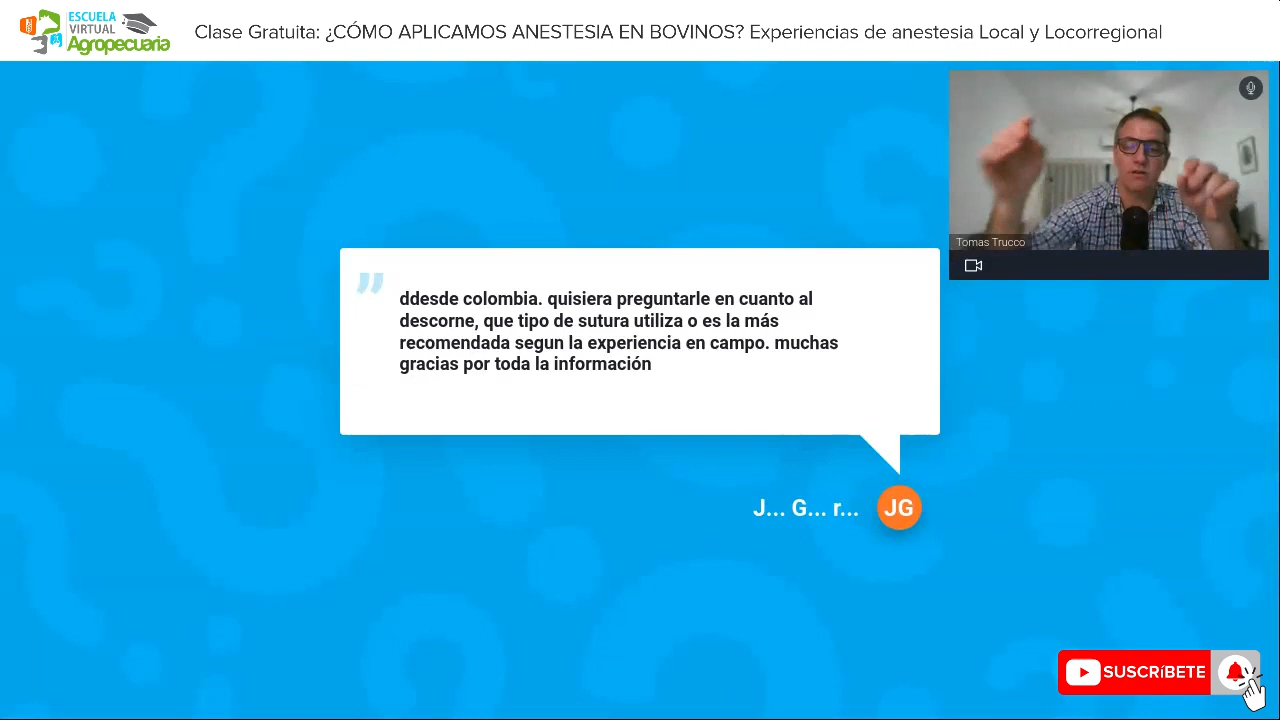 ESCUELA
VIRTUAL
Agropecuaria
Clase Gratuita: ¿CÓMO APLICAMOS ANESTESIA EN BOVINOS? Experiencias de anestesia Local y Locorregional
Tomas Trucco
ddesde colombia. quisiera preguntarle en cuanto al
descorne, que tipo de sutura utiliza o es la más
recomendada segun la experiencia en campo. muchas
gracias por toda la información
J... G... r...
JG
SUSCRíBETE